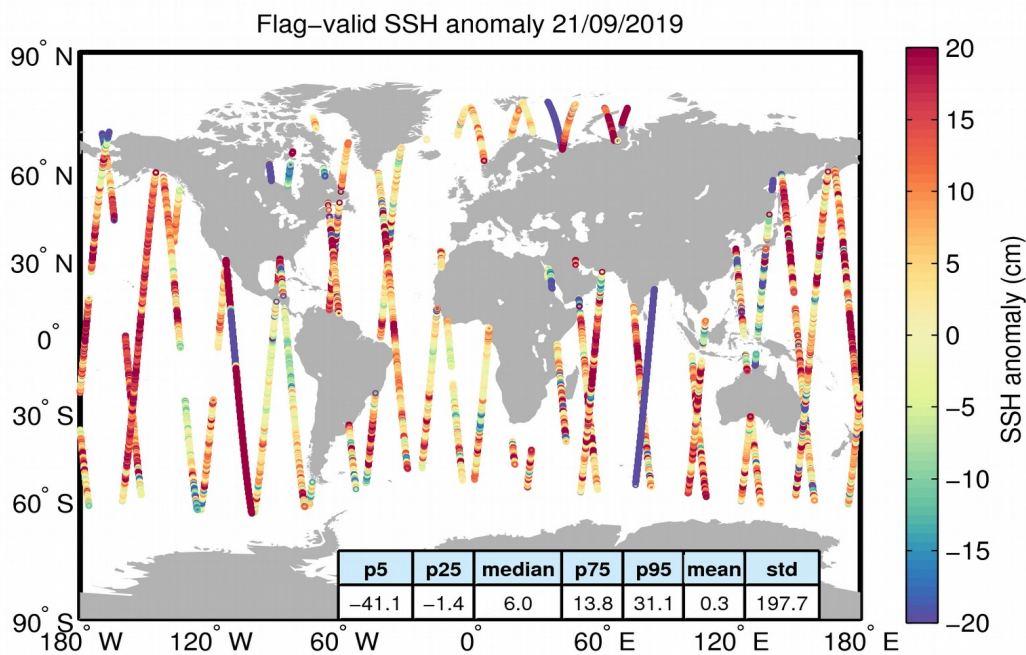 Flag−valid SSH anomaly 21/09/2019
90° N
60° N
30° N
0°
30° S
60° S
90° S
180° W
120° W
60° W
0°
60° E
120° E
180° E
p5 p25 median p75 p95 mean std
−41.1 −1.4 6.0 13.8 31.1 0.3 197.7
20
15
10
5
0
−5
−10
−15
−20
SSH anomaly (cm)